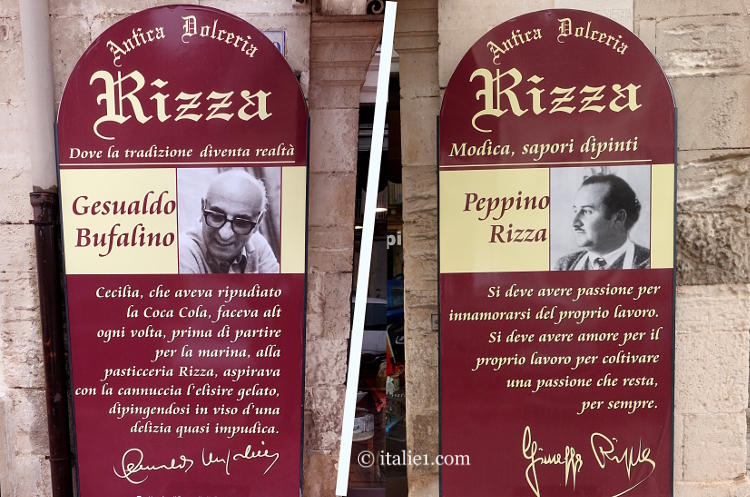 Antica Dolceria
Rizza
Dove la tradizione diventa realtà
Gesualdo
Bufalino
Cecilia, che aveva ripudiato
la Coca Cola, faceva alt
ogni volta, prima di partire
per la marina, alla
pasticceria Rizza, aspirava
con la cannuccia l'elisire gelato,
dipingendosi in viso d'una
delizia quasi impudica.
Antica Dolceria
Rizza
Modica, sapori dipinti
Peppino
Rizza
Si deve avere passione per
innamorarsi del proprio lavoro.
Si deve avere amore per il
proprio lavoro per coltivare
una passione che resta,
per sempre.
Giuseppe Rizza
© italie1.com